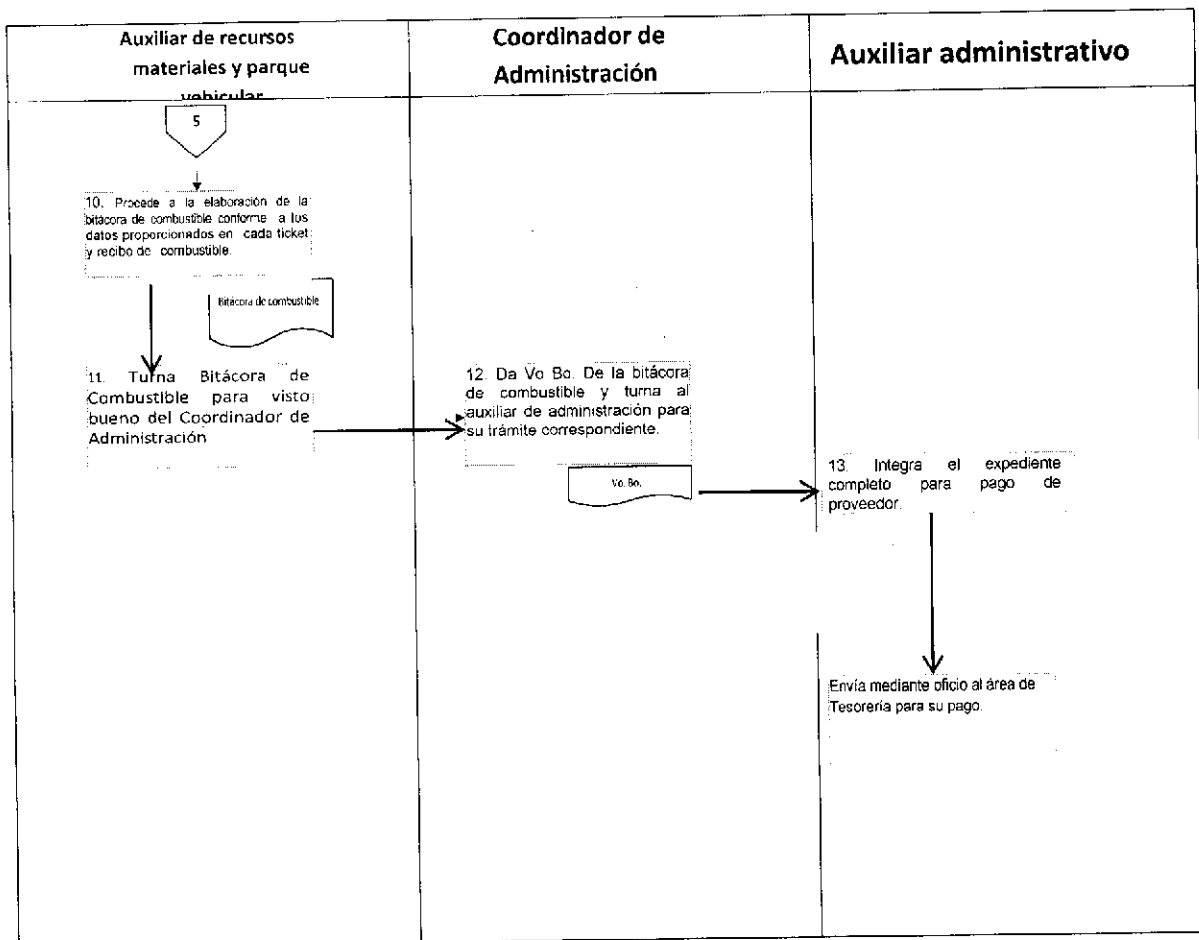 Auxiliar de recursos
materiales y parque
vehicular
Coordinador de
Administración
Auxiliar administrativo
5
10. Procede a la elaboración de la
bitácora de combustible conforme a los
datos proporcionados en cada ticket
y recibo de combustible.
Bitácora de combustible
11. Turna Bitácora de
Combustible para visto
bueno del Coordinador de
Administración
12. Da Vo Bo. De la bitácora
de combustible y turna al
auxiliar de administración para
su trámite correspondiente.
Vo. Bo.
13. Integra el expediente
completo para pago de
proveedor.
Envía mediante oficio al área de
Tesorería para su pago.